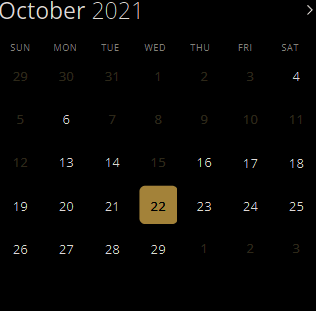 October 2021
SUN MON TUE WED THU FRI SAT
29 30 31 1 2 3 4
5 6 7 8 9 10 11
12 13 14 15 16 17 18
19 20 21 22 23 24 25
26 27 28 29 1 2 3